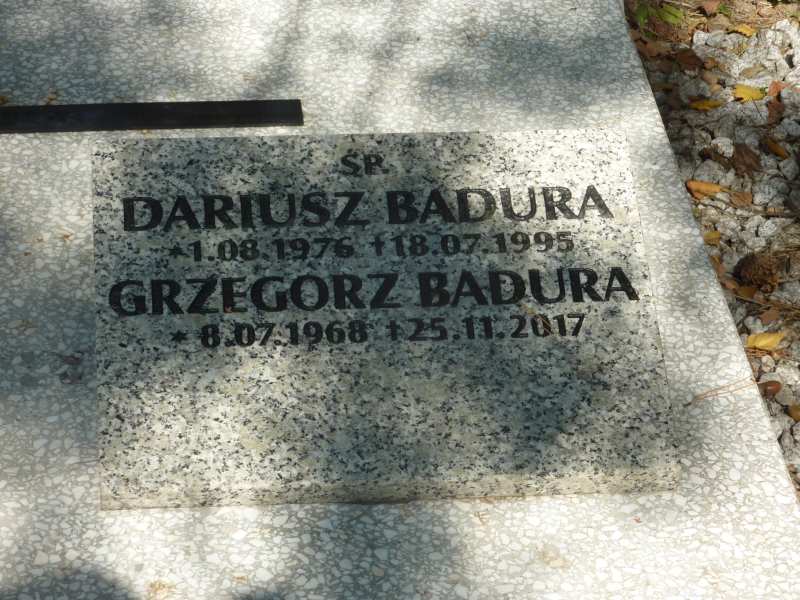 ŚP.
DARIUSZ BADURA
*1.08.1976 †18.07.1995
GRZEGORZ BADURA
* 8.07.1968 †25.11.2017